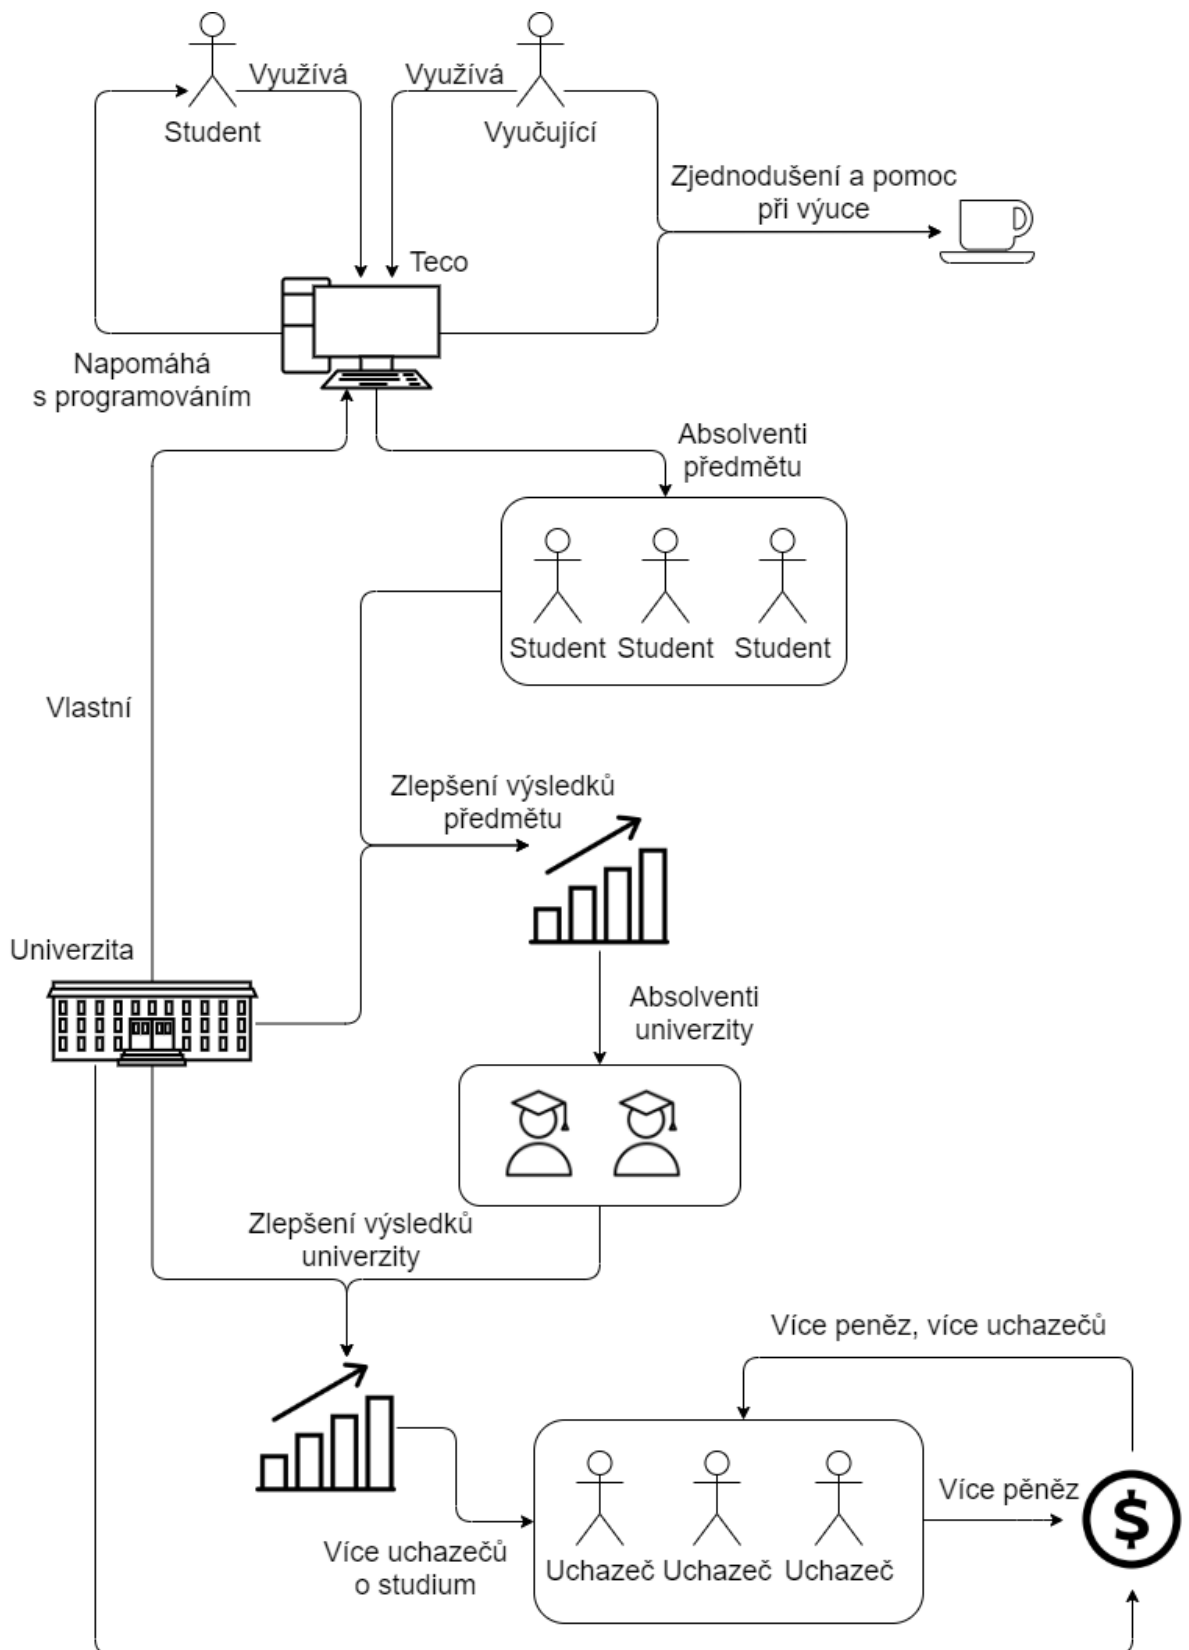 Využívá
Využívá
Student
Vyučující
Zjednodušení a pomoc
při výuce
Teco
Napomáhá
s programováním
Absolventi
předmětu
Student
Student
Student
Vlastní
Zlepšení výsledků
předmětu
Univerzita
Absolventi
univerzity
Zlepšení výsledků
univerzity
Více peněz, více uchazečů
Více pěněz
$
Více uchazečů
o studium
Uchazeč
Uchazeč
Uchazeč